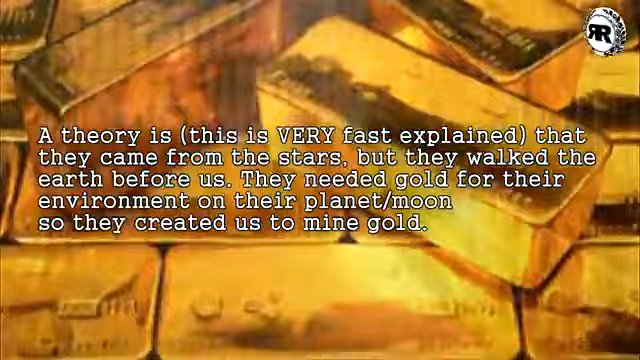 A theory is (this is VERY fast explained) that
they came from the stars, but they walked the
earth before us. They needed gold for their
environment on their planet/moon
so they created us to mine gold.